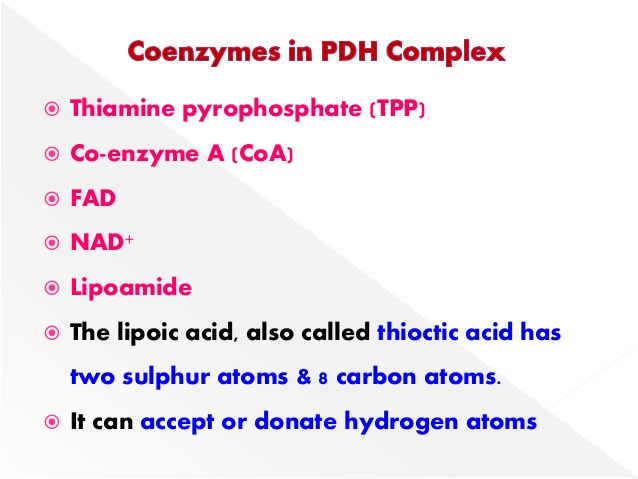 Coenzymes in PDH Complex
Thiamine pyrophosphate (TPP)
Co-enzyme A (CoA)
FAD
NAD+
Lipoamide
The lipoic acid, also called thioctic acid has
two sulphur atoms & 8 carbon atoms.
It can accept or donate hydrogen atoms